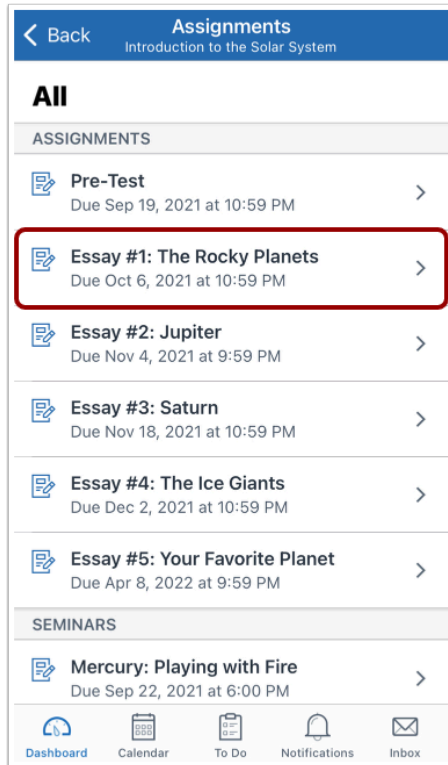 Back
Assignments
Introduction to the Solar System
All
ASSIGNMENTS
Pre-Test
Due Sep 19, 2021 at 10:59 PM
Essay #1: The Rocky Planets
Due Oct 6, 2021 at 10:59 PM
Essay #2: Jupiter
Due Nov 4, 2021 at 9:59 PM
Essay #3: Saturn
Due Nov 18, 2021 at 10:59 PM
Essay #4: The Ice Giants
Due Dec 2, 2021 at 10:59 PM
Essay #5: Your Favorite Planet
Due Apr 8, 2022 at 9:59 PM
SEMINARS
Mercury: Playing with Fire
Due Sep 22, 2021 at 6:00 PM
Dashboard Calendar To Do Notifications Inbox